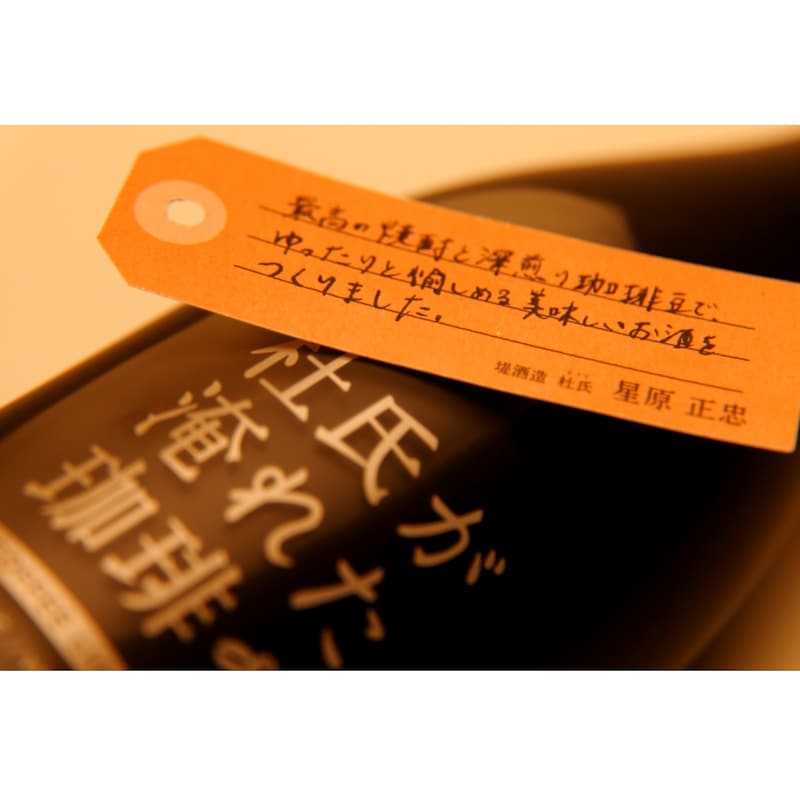 最高の焼酎と深煎り珈琲豆で、
ゆったりと愉しめる美味しいお酒を
つくりました。
堤酒造 杜氏 星原 正忠
杜氏が
淹れた
珈琲の